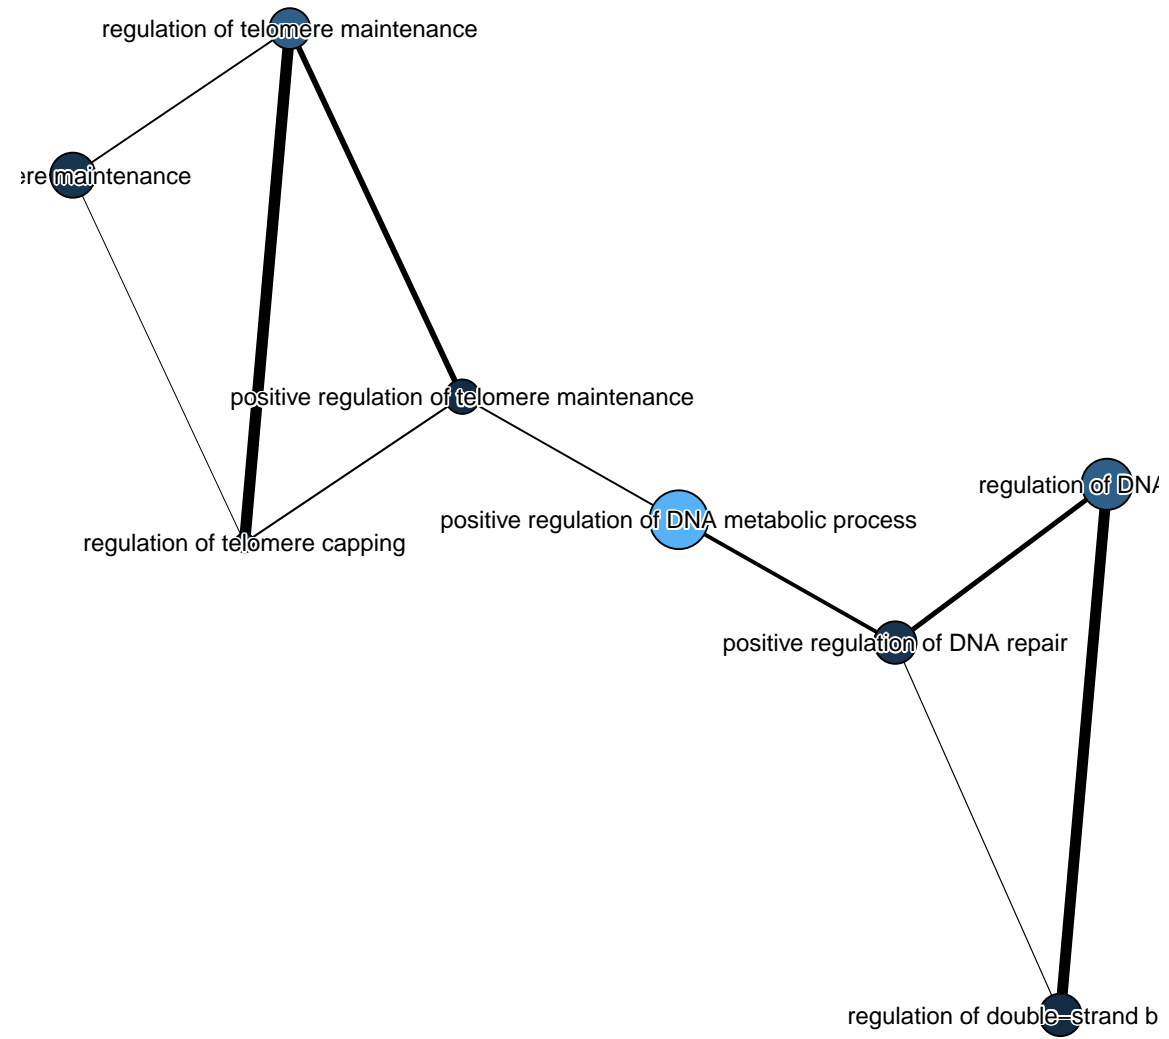 regulation of telomere maintenance
maintenance
positive regulation of telomere maintenance
regulation of DNA
positive regulation of DNA metabolic process
regulation of telomere capping
positive regulation of DNA repair
regulation of double–strand b